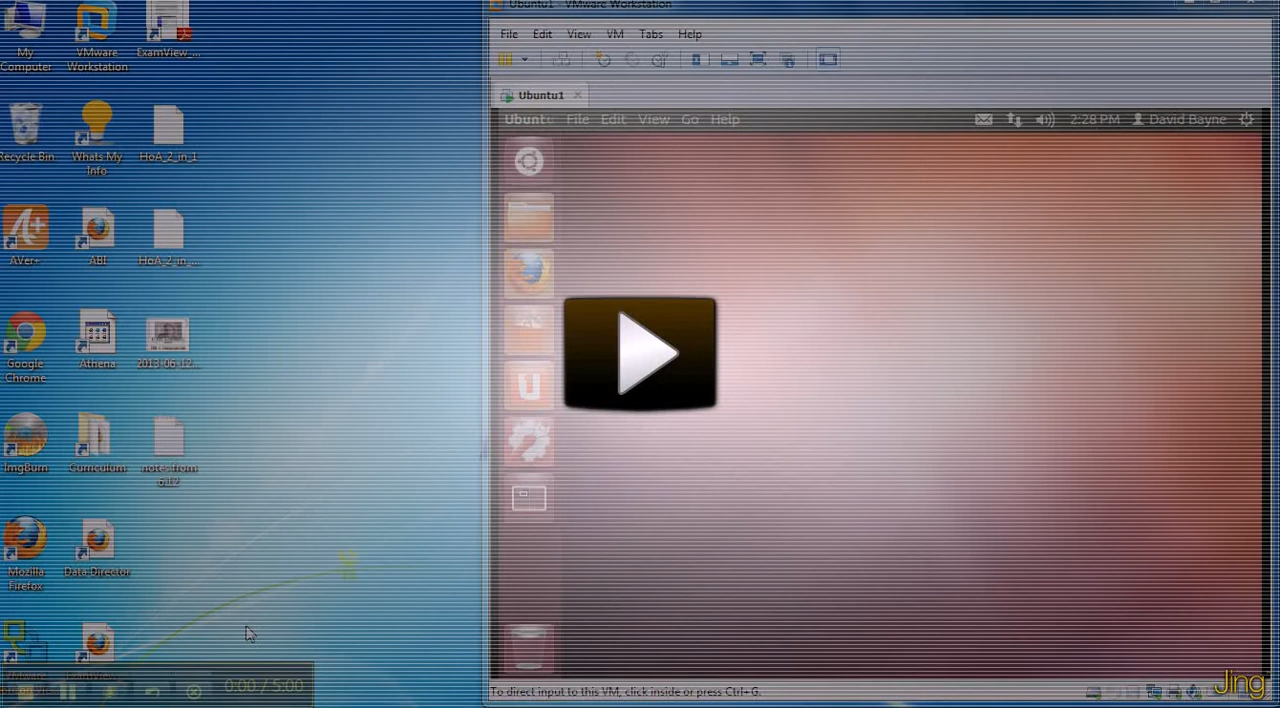 My
Computer
VMware
Workstation
ExamView_...
Recycle Bin
Whats My
Info
HoA_2_in_1
AVer+
ABI
HoA_2_in_...
Google
Chrome
Athena
2013-06-12...
ImgBurn
Curriculum
notes from
6.12
Mozilla
Firefox
Data Director
VMware
ExamView
0:00 / 5:00
Ubuntu1 - VMware Workstation
File Edit View VM Tabs Help
Ubuntu1
Ubuntu File Edit View Go Help 2:28 PM David Bayne
To direct input to this VM, click inside or press Ctrl+G.
Jing